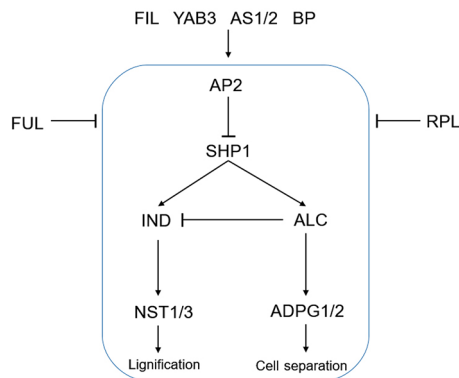 FIL YAB3 AS1/2 BP
AP2
FUL
RPL
SHP1
IND
ALC
NST1/3
ADPG1/2
Lignification
Cell separation